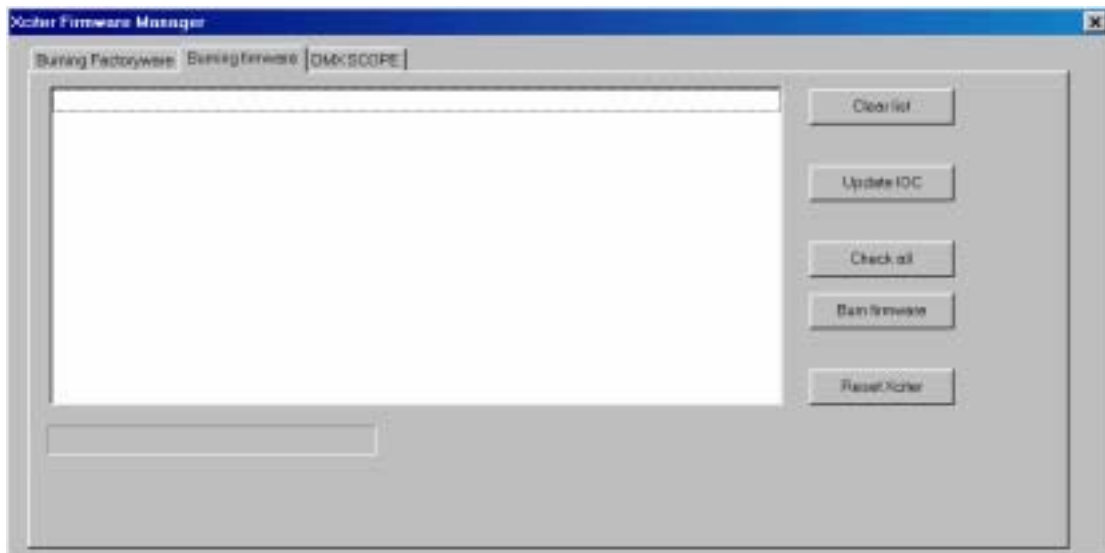 Xciter Firmware Manager
Burning Factoryware
Burning firmware
DMX SCOPE
Clear list
Update IOC
Check all
Burn firmware
Reset Xciter